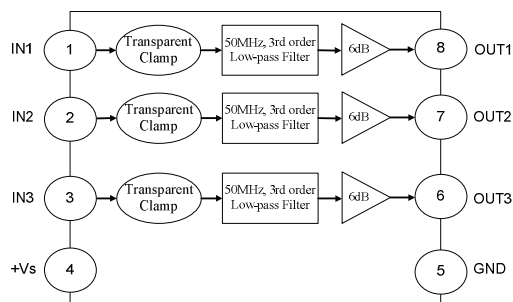 IN1
1
Transparent
Clamp
50MHz, 3rd order
Low-pass Filter
6dB
8
OUT1
IN2
2
Transparent
Clamp
50MHz, 3rd order
Low-pass Filter
6dB
7
OUT2
IN3
3
Transparent
Clamp
50MHz, 3rd order
Low-pass Filter
6dB
6
OUT3
+Vs
4
5
GND